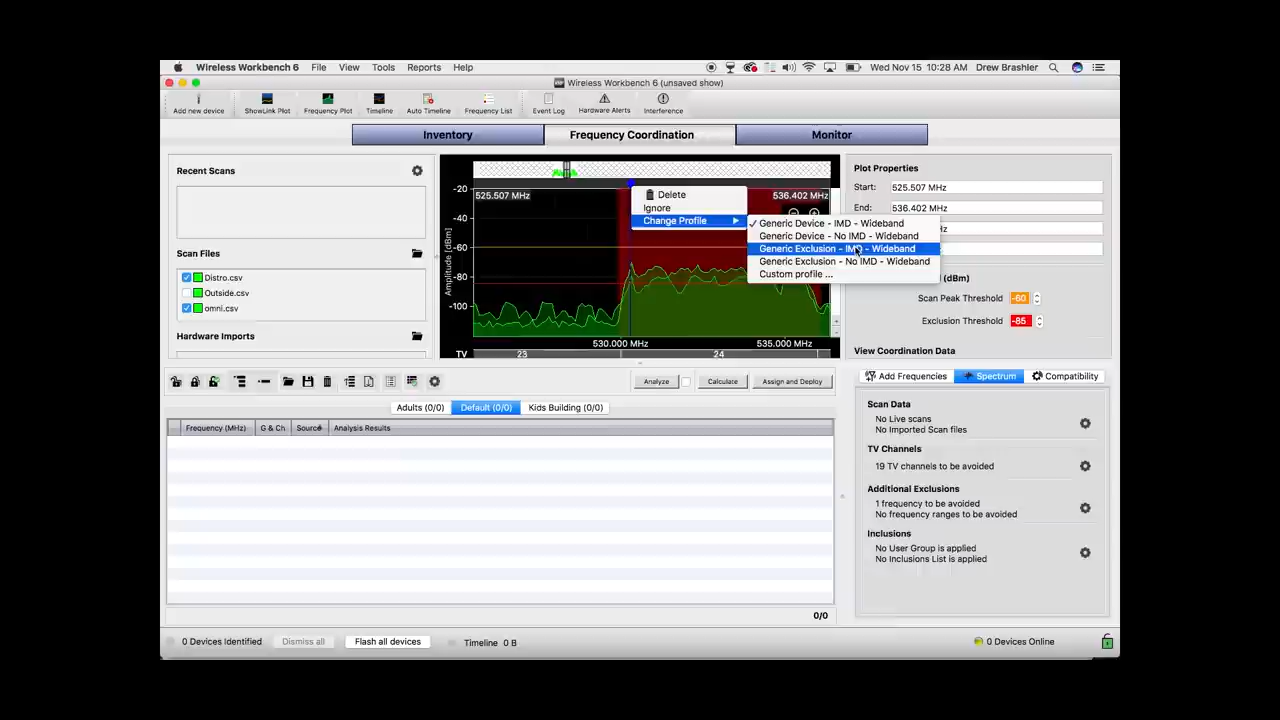 Wireless Workbench 6 File View Tools Reports Help Wed Nov 15 10:28 AM Drew Brashler
Wireless Workbench 6 (unsaved show)
Add new device ShowLink Plot Frequency Plot Timeline Auto Timeline Frequency List Event Log Hardware Alerts Interference
Inventory Frequency Coordination Monitor
Recent Scans
Scan Files
Distro.csv
Outside.csv
omni.csv
Hardware Imports
Amplitude [dBm]
-20
-40
-60
-80
-100
525.507 MHz
536.402 MHz
530.000 MHz 535.000 MHz
TV 23 24
Delete
Ignore
Change Profile
Generic Device - IMD - Wideband
Generic Device - No IMD - Wideband
Generic Exclusion - IMD - Wideband
Generic Exclusion - No IMD - Wideband
Custom profile ...
Plot Properties
Start: 525.507 MHz
End: 536.402 MHz
(dBm)
Scan Peak Threshold -60
Exclusion Threshold -85
View Coordination Data
Analyze Calculate Assign and Deploy
Adults (0/0) Default (0/0) Kids Building (0/0)
Frequency (MHz) G & Ch Source Analysis Results
0/0
Add Frequencies Spectrum Compatibility
Scan Data
No Live scans
No Imported Scan files
TV Channels
19 TV channels to be avoided
Additional Exclusions
1 frequency to be avoided
No frequency ranges to be avoided
Inclusions
No User Group is applied
No Inclusions List is applied
0 Devices Identified Dismiss all Flash all devices Timeline 0 B 0 Devices Online